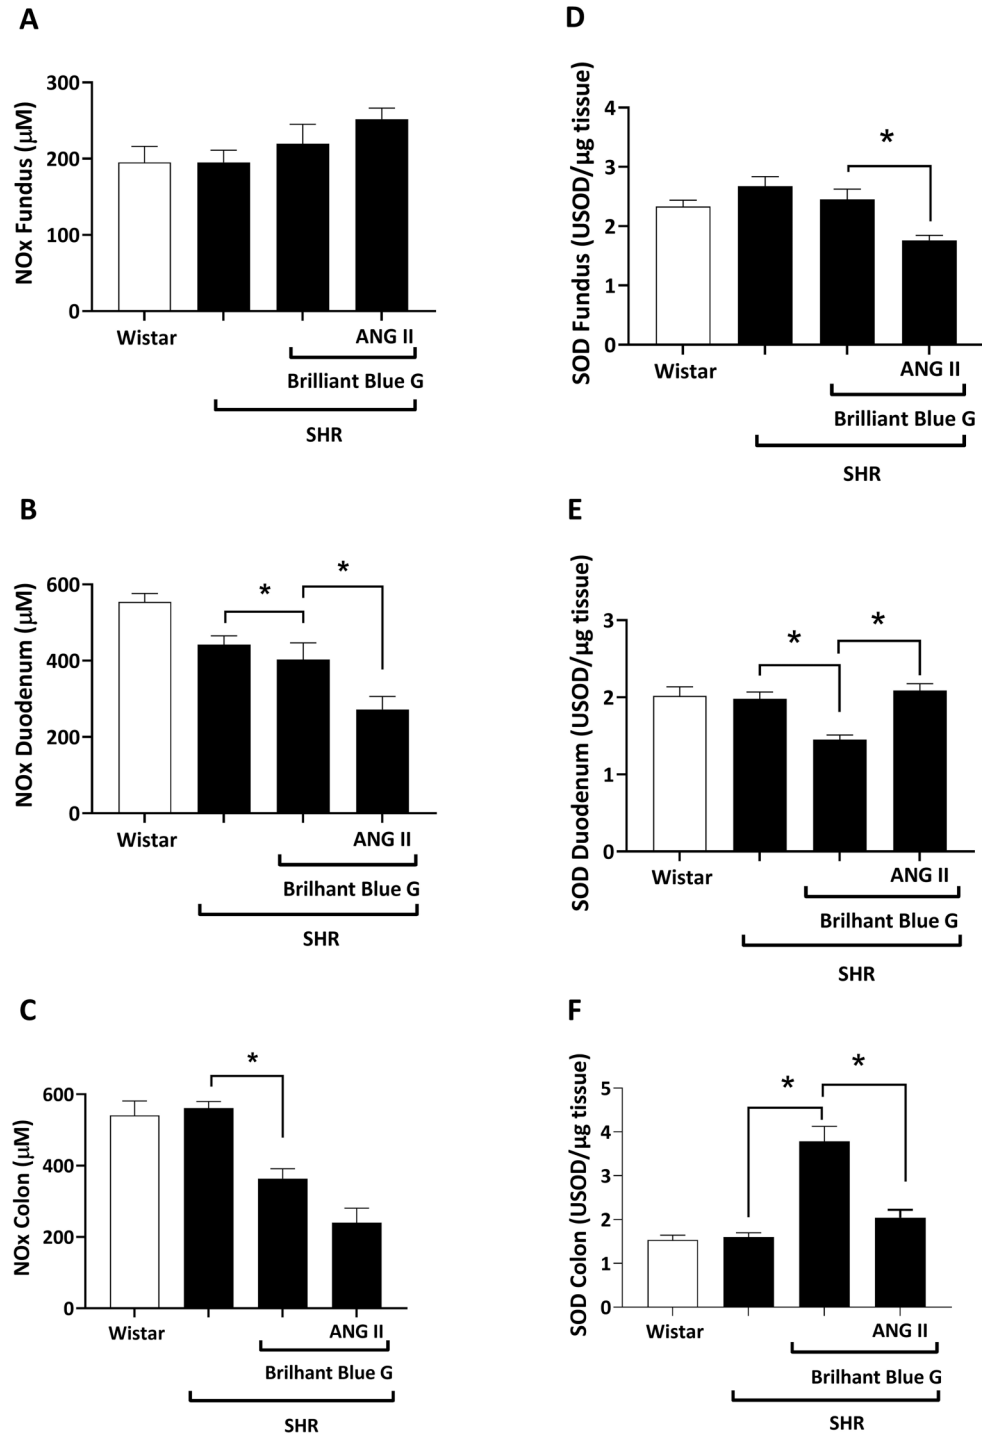 A
NOx Fundus (µM)
300
200
100
0
Wistar
ANG II
Brilliant Blue G
SHR
D
SOD Fundus (USOD/µg tissue)
4
3
2
1
0
*
Wistar
ANG II
Brilliant Blue G
SHR
B
NOx Duodenum (µM)
600
400
200
0
*
*
Wistar
ANG II
Brilhant Blue G
SHR
E
SOD Duodenum (USOD/µg tissue)
3
2
1
0
*
*
Wistar
ANG II
Brilhant Blue G
SHR
C
NOx Colon (µM)
600
400
200
0
*
Wistar
ANG II
Brilhant Blue G
SHR
F
SOD Colon (USOD/µg tissue)
5
4
3
2
1
0
*
*
Wistar
ANG II
Brilhant Blue G
SHR